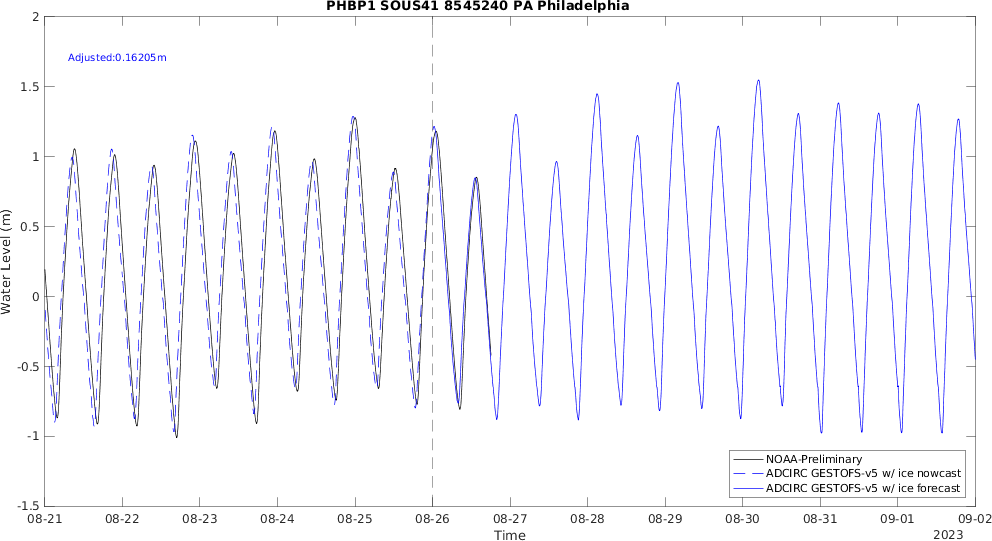 PHBP1 SOUS41 8545240 PA Philadelphia
Adjusted:0.16205m
Water Level (m)
2
1.5
1
0.5
0
-0.5
-1
-1.5
NOAA-Preliminary
ADCIRC GESTOFS-v5 w/ ice nowcast
ADCIRC GESTOFS-v5 w/ ice forecast
08-21 08-22 08-23 08-24 08-25 08-26 08-27 08-28 08-29 08-30 08-31 09-01 09-02
Time
2023